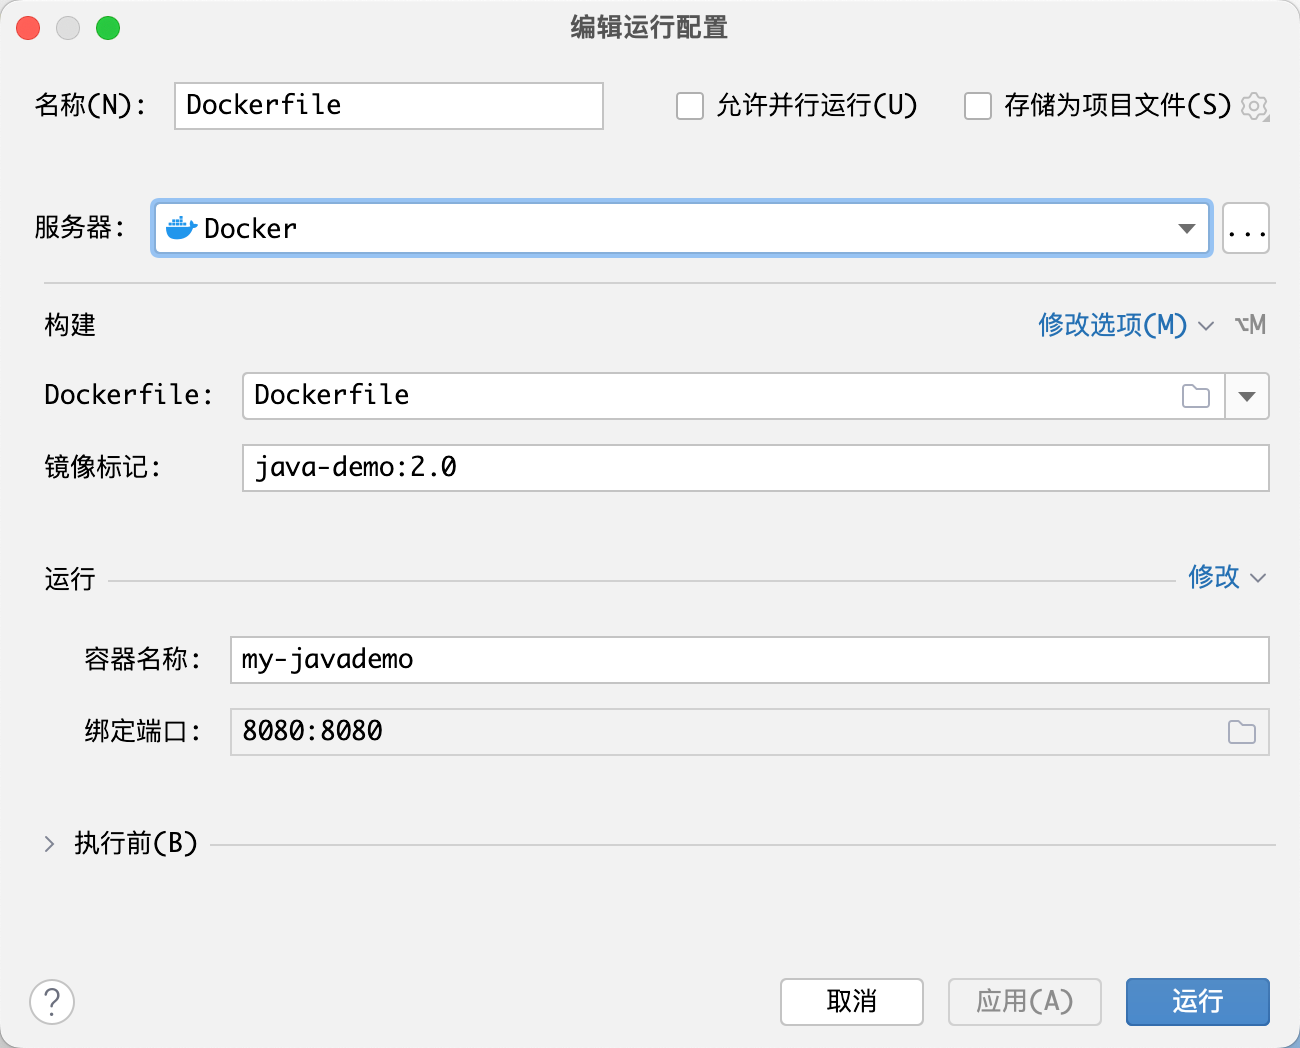 编辑运行配置
名称(N): Dockerfile 允许并行运行(U) 存储为项目文件(S)
服务器: Docker ...
构建 修改选项(M) ⌥M
Dockerfile: Dockerfile
镜像标记: java-demo:2.0
运行 修改
容器名称: my-javademo
绑定端口: 8080:8080
执行前(B)
? 取消 应用(A) 运行